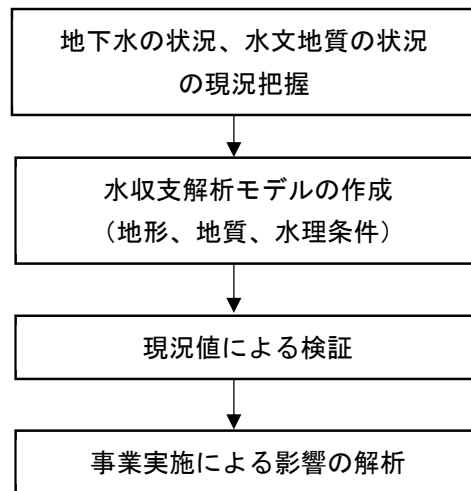 地下水の状況、水文地質の状況
の現況把握
水収支解析モデルの作成
（地形、地質、水理条件）
現況値による検証
事業実施による影響の解析